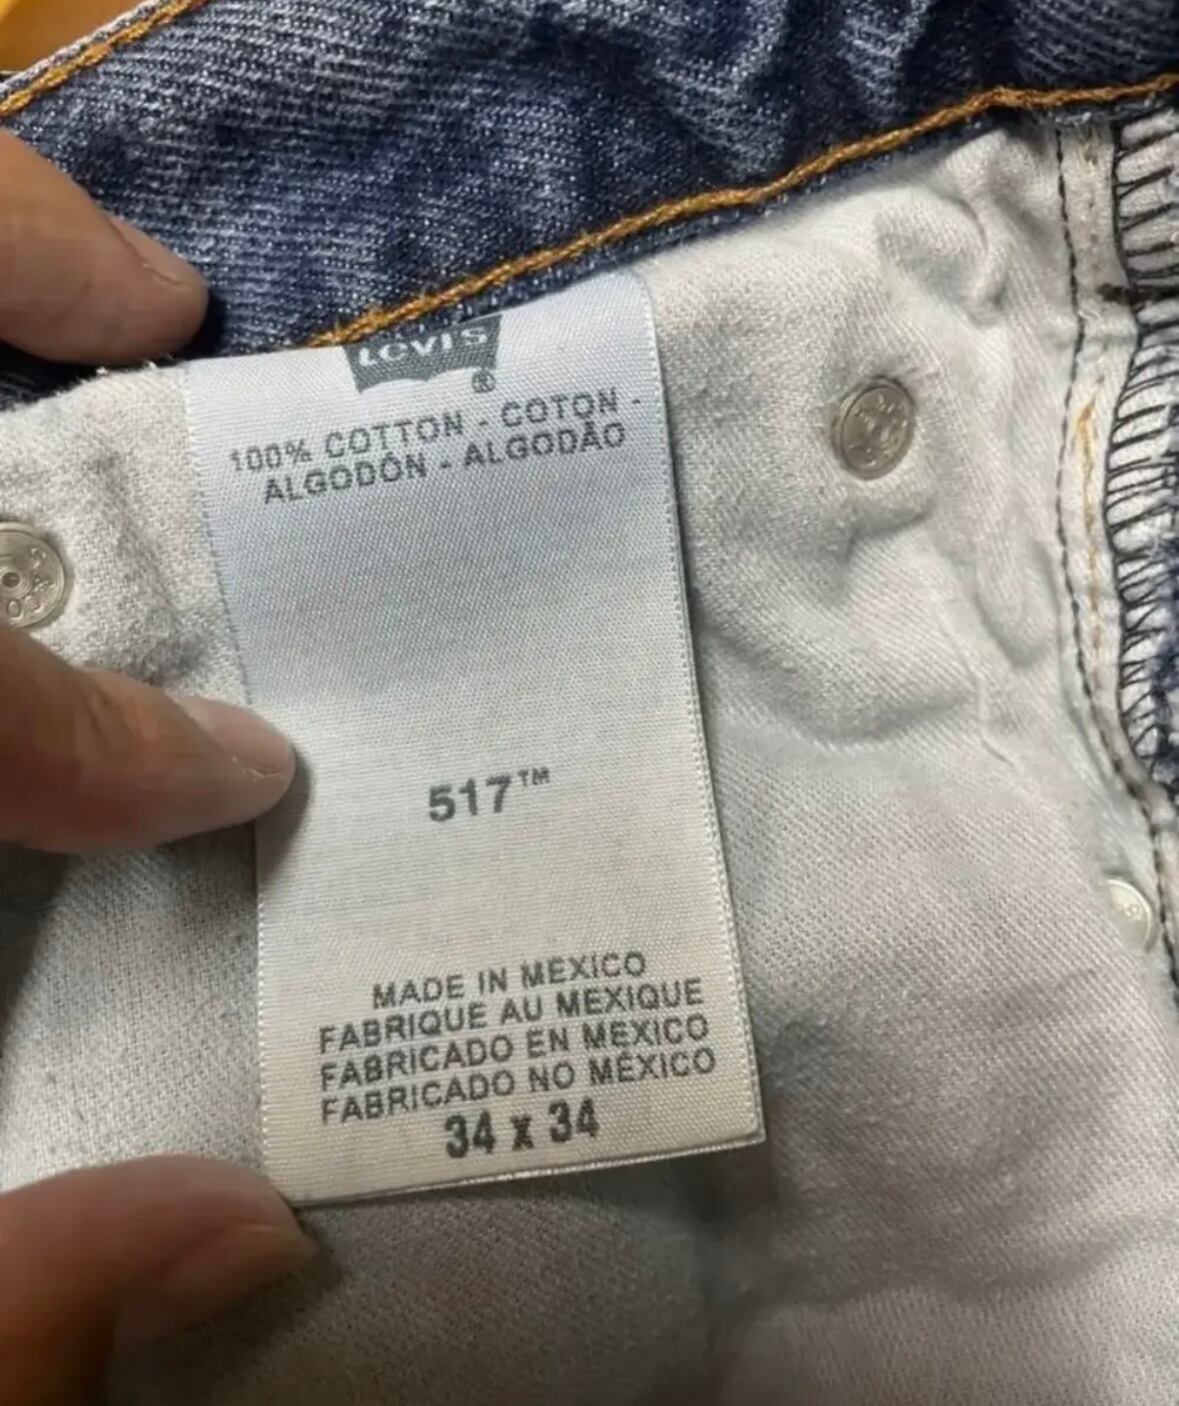 Levi's
®
100% COTTON - COTON -
ALGODÓN - ALGODÃO
517™
MADE IN MEXICO
FABRIQUE AU MEXIQUE
FABRICADO EN MEXICO
FABRICADO NO MÉXICO
34 x 34